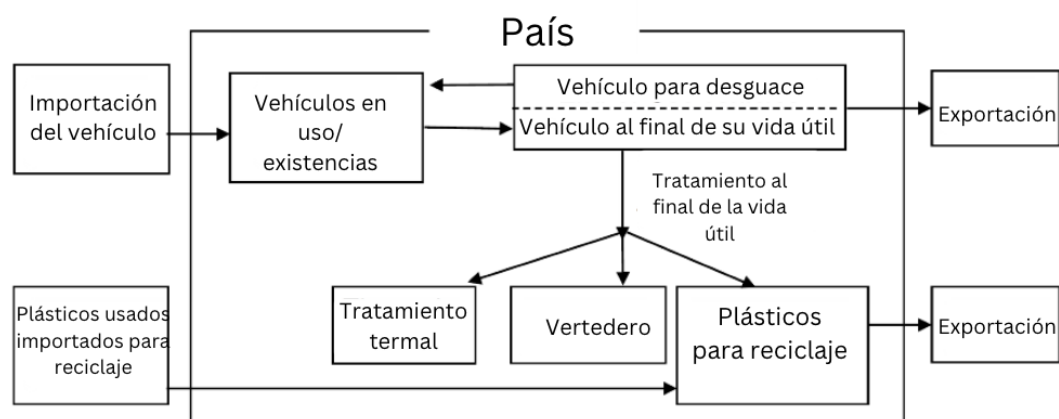 País
Importación
del vehículo
Vehículos en
uso/
existencias
Vehículo para desguace
Vehículo al final de su vida útil
Exportación
Tratamiento al
final de la vida
útil
Plásticos usados
importados para
reciclaje
Tratamiento
termal
Vertedero
Plásticos
para reciclaje
Exportación